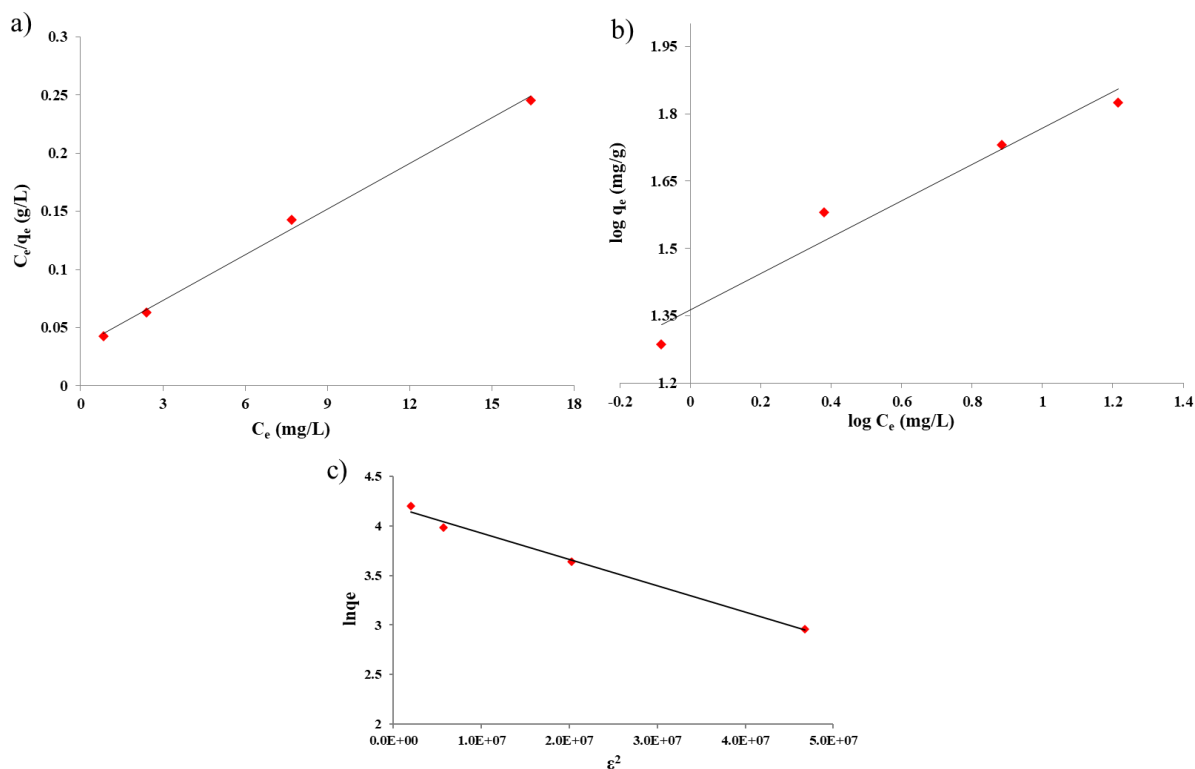 a)
0.3
0.25
0.2
0.15
0.1
0.05
0
Ce/qe (g/L)
0 3 6 9 12 15 18
Ce (mg/L)
b)
1.95
1.8
1.65
1.5
1.35
1.2
log qe (mg/g)
-0.2 0 0.2 0.4 0.6 0.8 1 1.2 1.4
log Ce (mg/L)
c)
4.5
4
3.5
3
2.5
2
lnqe
0.0E+00 1.0E+07 2.0E+07 3.0E+07 4.0E+07 5.0E+07
ε²